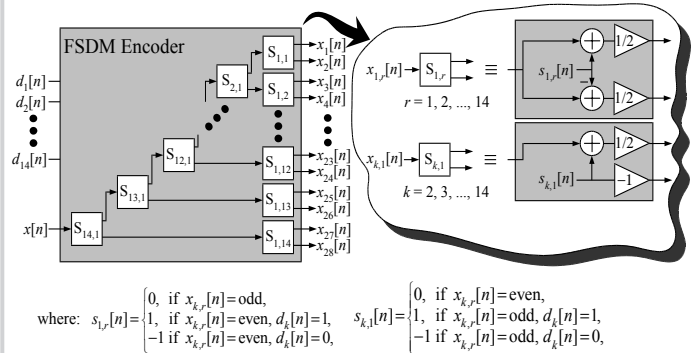 FSDM Encoder
d1[n]
d2[n]
d14[n]
x[n]
S14,1
S13,1
S12,1
S2,1
S1,1
S1,2
S1,12
S1,13
S1,14
x1[n]
x2[n]
x3[n]
x4[n]
x23[n]
x24[n]
x25[n]
x26[n]
x27[n]
x28[n]
x1,r[n] S1,r ≡
r = 1, 2, ..., 14
s1,r[n]
+ 1/2
−
+ 1/2
xk,1[n] Sk,1 ≡
k = 2, 3, ..., 14
sk,1[n]
+ 1/2
−1
where: s1,r[n]= {0, if xk,r[n]=odd,
1, if xk,r[n]=even, dk[n]=1,
−1 if xk,r[n]=even, dk[n]=0,
sk,1[n]= {0, if xk,r[n]=even,
1, if xk,r[n]=odd, dk[n]=1,
−1 if xk,r[n]=odd, dk[n]=0,